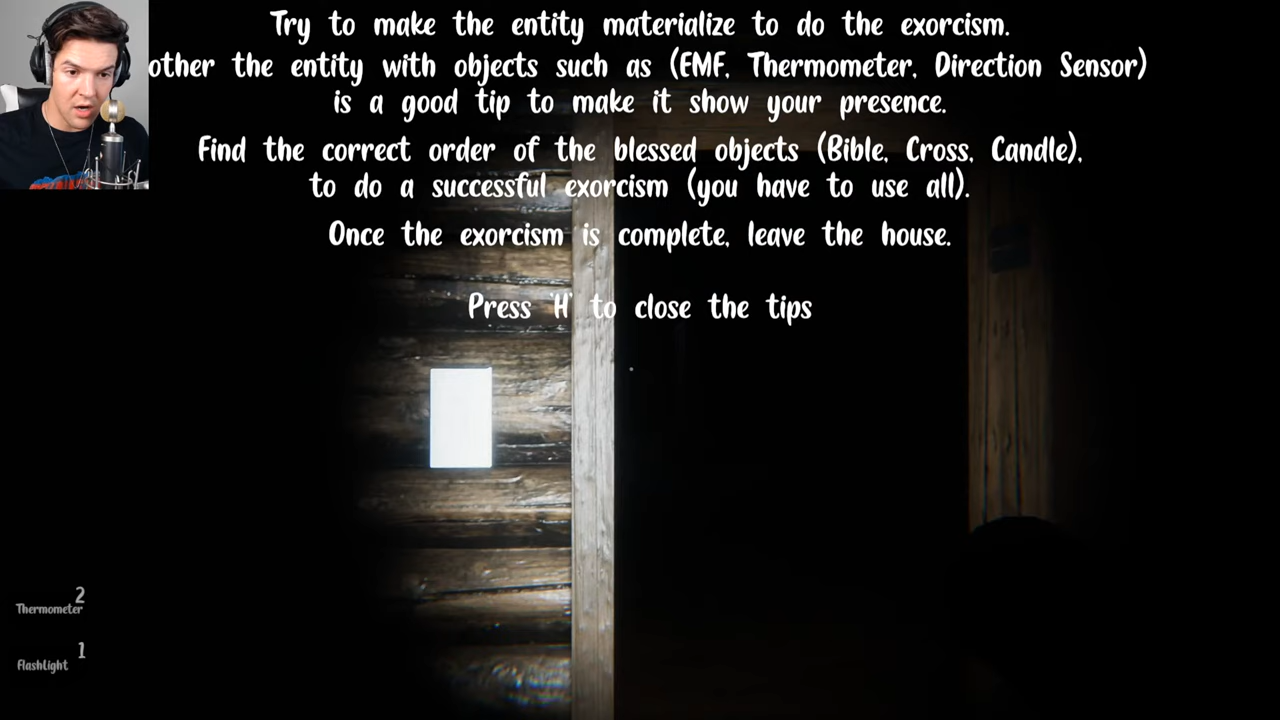 Try to make the entity materialize to do the exorcism.
other the entity with objects such as (EMF, Thermometer, Direction Sensor)
is a good tip to make it show your presence.
Find the correct order of the blessed objects (Bible, Cross, Candle),
to do a successful exorcism (you have to use all).
Once the exorcism is complete, leave the house.
Press 'H' to close the tips
2
Thermometer
1
Flashlight